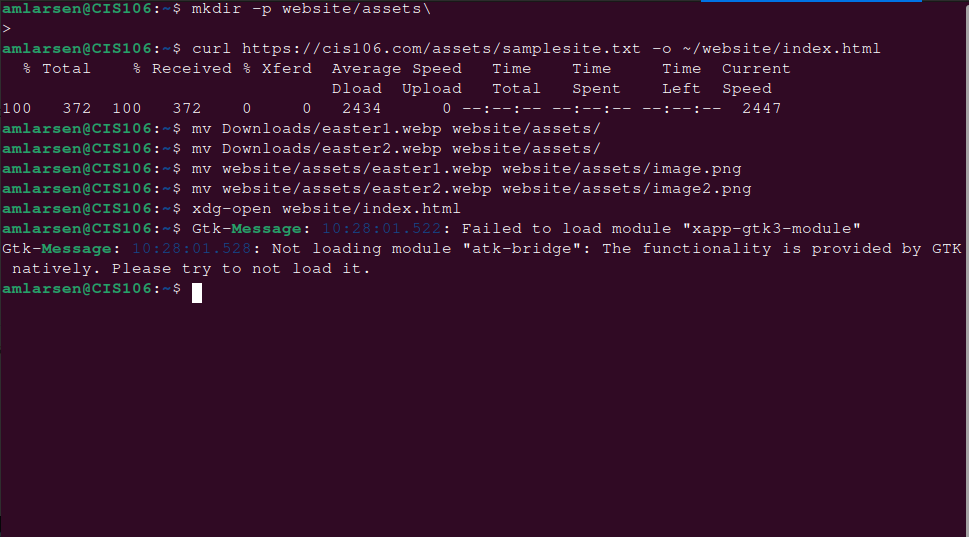 amlarsen@CIS106:~$ mkdir -p website/assets\
>
amlarsen@CIS106:~$ curl https://cis106.com/assets/samplesite.txt -o ~/website/index.html
  % Total    % Received % Xferd  Average Speed   Time    Time     Time  Current
                                 Dload  Upload   Total   Spent    Left  Speed
100   372  100   372    0     0   2434      0 --:--:-- --:--:-- --:--:--  2447
amlarsen@CIS106:~$ mv Downloads/easter1.webp website/assets/
amlarsen@CIS106:~$ mv Downloads/easter2.webp website/assets/
amlarsen@CIS106:~$ mv website/assets/easter1.webp website/assets/image.png
amlarsen@CIS106:~$ mv website/assets/easter2.webp website/assets/image2.png
amlarsen@CIS106:~$ xdg-open website/index.html
amlarsen@CIS106:~$ Gtk-Message: 10:28:01.522: Failed to load module "xapp-gtk3-module"
Gtk-Message: 10:28:01.528: Not loading module "atk-bridge": The functionality is provided by GTK
 natively. Please try to not load it.
amlarsen@CIS106:~$